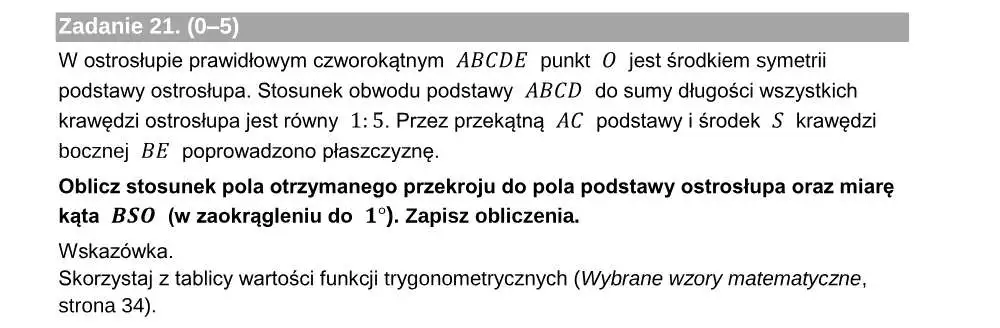 Zadanie 21. (0–5)
W ostrosłupie prawidłowym czworokątnym ABCDE punkt O jest środkiem symetrii
podstawy ostrosłupa. Stosunek obwodu podstawy ABCD do sumy długości wszystkich
krawędzi ostrosłupa jest równy 1: 5. Przez przekątną AC podstawy i środek S krawędzi
bocznej BE poprowadzono płaszczyznę.
Oblicz stosunek pola otrzymanego przekroju do pola podstawy ostrosłupa oraz miarę
kąta BSO (w zaokrągleniu do 1°). Zapisz obliczenia.
Wskazówka.
Skorzystaj z tablicy wartości funkcji trygonometrycznych (Wybrane wzory matematyczne,
strona 34).